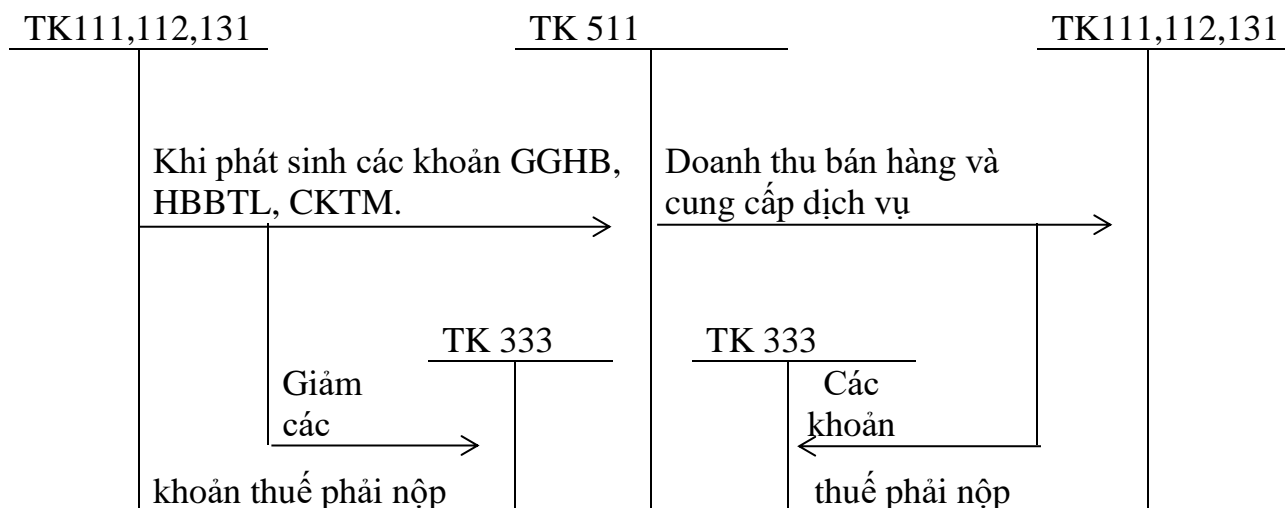 TK111,112,131
TK 511
TK111,112,131
Khi phát sinh các khoản GGHB,
HBBTL, CKTM.
Doanh thu bán hàng và
cung cấp dịch vụ
TK 333
TK 333
Giảm
các
khoản thuế phải nộp
Các
khoản
thuế phải nộp